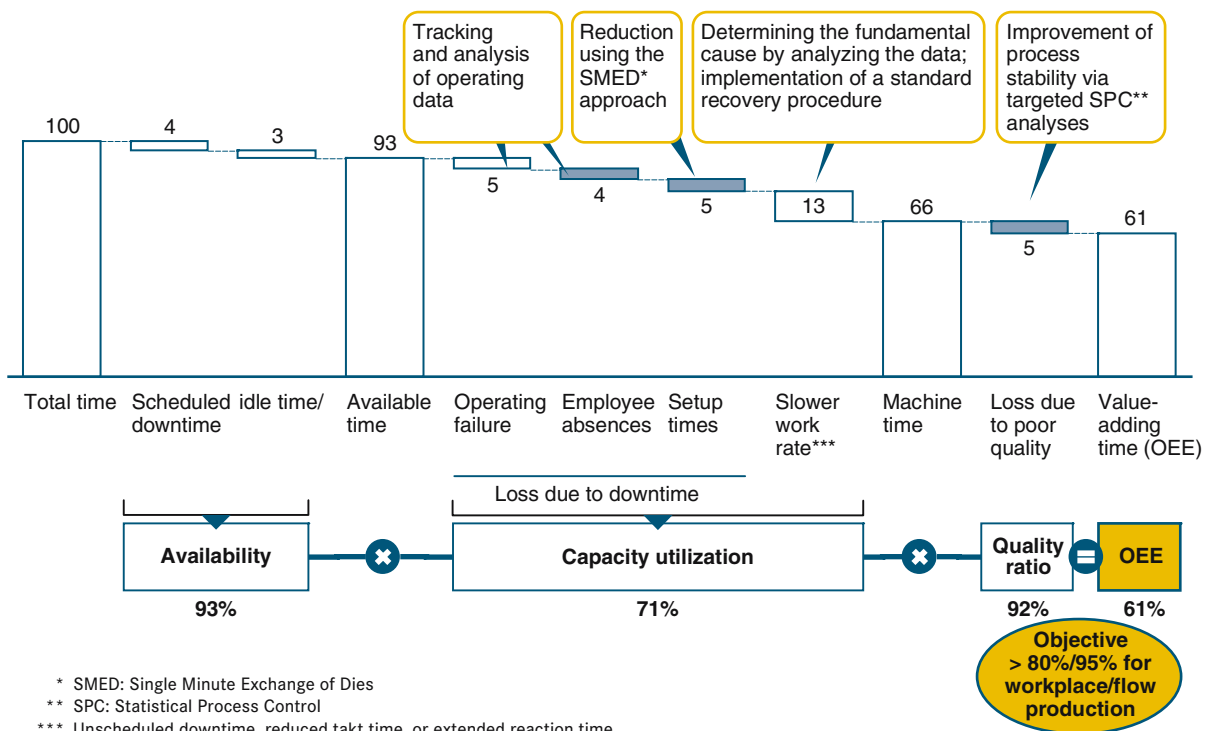 Tracking
and analysis
of operating
data
Reduction
using the
SMED*
approach
Determining the fundamental
cause by analyzing the data;
implementation of a standard
recovery procedure
Improvement of
process
stability via
targeted SPC**
analyses
100
4
3
93
5
4
5
13
66
5
61
Total time
Scheduled
downtime
idle time/
Available
time
Operating
failure
Employee
absences
Setup
times
Slower
work
rate***
Machine
time
Loss due
to poor
quality
Value-
adding
time (OEE)
Loss due to downtime
Availability
Capacity utilization
Quality
ratio
=
OEE
93%
71%
92%
61%
Objective
> 80%/95% for
workplace/flow
production
* SMED: Single Minute Exchange of Dies
** SPC: Statistical Process Control
*** Unscheduled downtime, reduced takt time, or extended reaction time